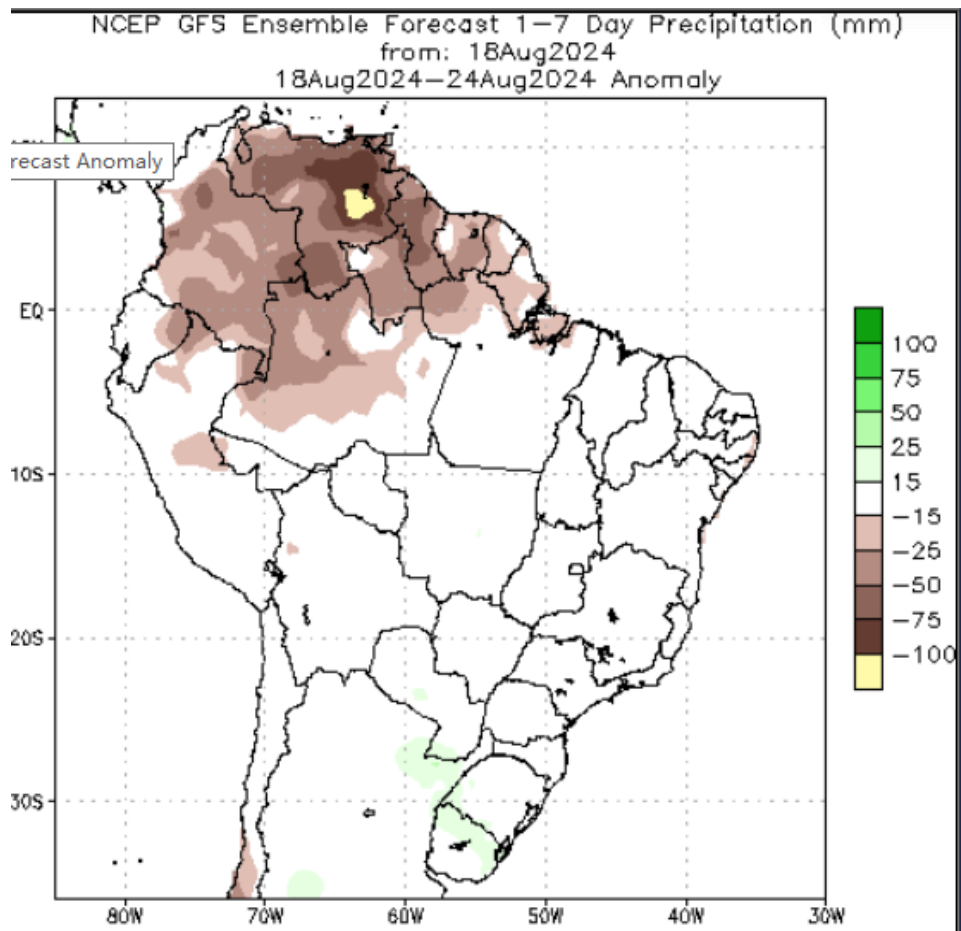 NCEP GFS Ensemble Forecast 1–7 Day Precipitation (mm)
from: 18Aug2024
18Aug2024–24Aug2024 Anomaly
recast Anomaly
EQ
10S
20S
30S
80W
70W
60W
50W
40W
30W
100
75
50
25
15
−15
−25
−50
−75
−100